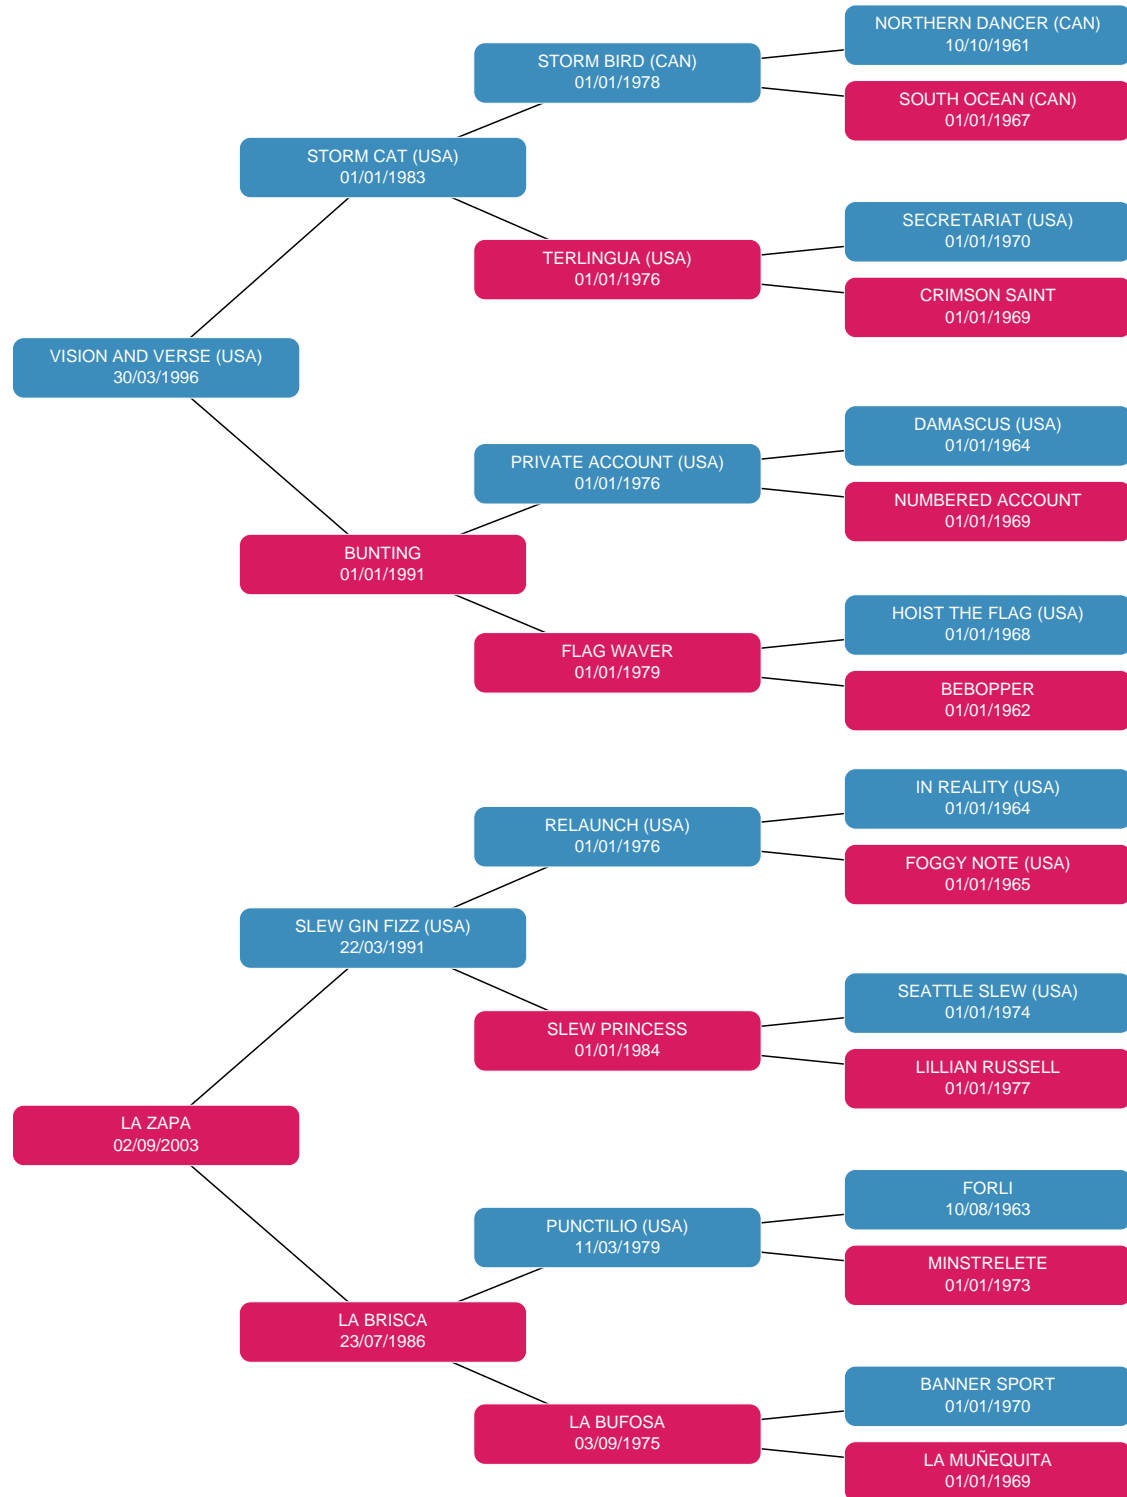 NORTHERN DANCER (CAN)
10/10/1961
STORM BIRD (CAN)
01/01/1978
SOUTH OCEAN (CAN)
01/01/1967
STORM CAT (USA)
01/01/1983
SECRETARIAT (USA)
01/01/1970
TERLINGUA (USA)
01/01/1976
CRIMSON SAINT
01/01/1969
VISION AND VERSE (USA)
30/03/1996
DAMASCUS (USA)
01/01/1964
PRIVATE ACCOUNT (USA)
01/01/1976
NUMBERED ACCOUNT
01/01/1969
BUNTING
01/01/1991
HOIST THE FLAG (USA)
01/01/1968
FLAG WAVER
01/01/1979
BEBOPPER
01/01/1962
IN REALITY (USA)
01/01/1964
RELAUNCH (USA)
01/01/1976
FOGGY NOTE (USA)
01/01/1965
SLEW GIN FIZZ (USA)
22/03/1991
SEATTLE SLEW (USA)
01/01/1974
SLEW PRINCESS
01/01/1984
LILLIAN RUSSELL
01/01/1977
LA ZAPA
02/09/2003
FORLI
10/08/1963
PUNCTILIO (USA)
11/03/1979
MINSTRELETE
01/01/1973
LA BRISCA
23/07/1986
BANNER SPORT
01/01/1970
LA BUFOSA
03/09/1975
LA MUÑEQUITA
01/01/1969